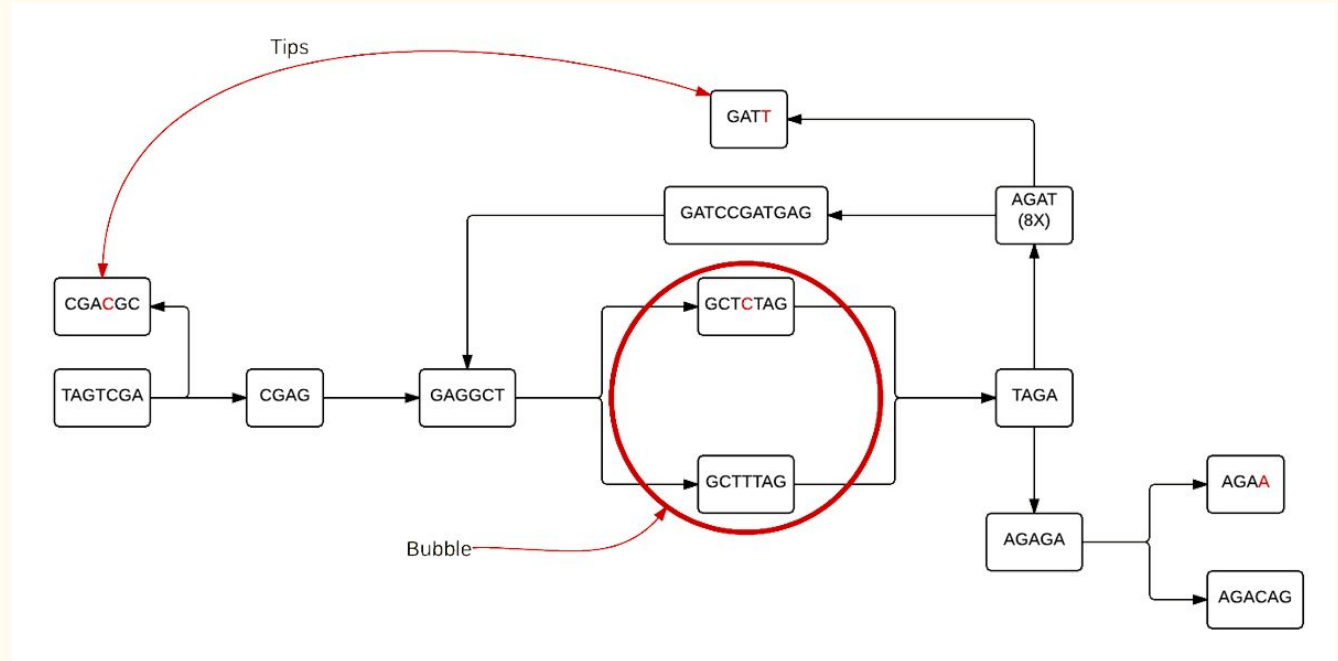 Tips
GATT
GATCCGATGAG
AGAT
(8X)
CGACGC
GCTCTAG
TAGTCGA
CGAG
GAGGCT
TAGA
GCTTTAG
AGAA
Bubble
AGAGA
AGACAG